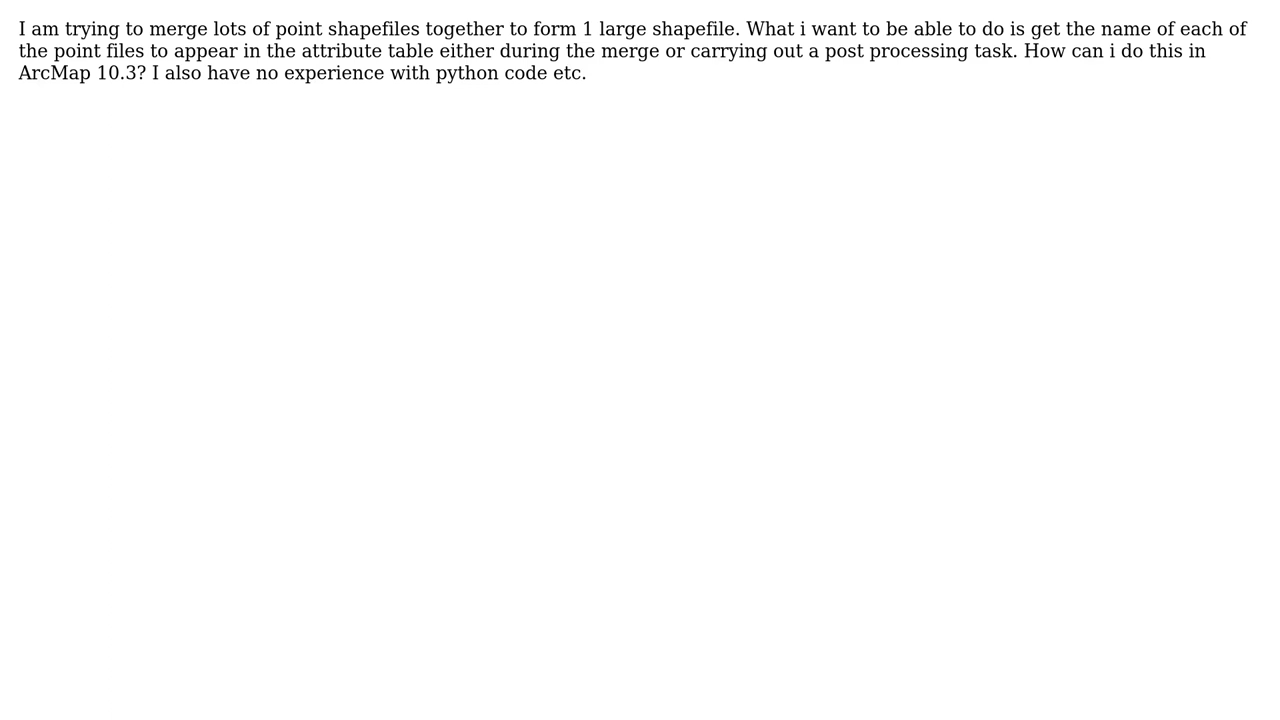 I am trying to merge lots of point shapefiles together to form 1 large shapefile. What i want to be able to do is get the name of each of
the point files to appear in the attribute table either during the merge or carrying out a post processing task. How can i do this in
ArcMap 10.3? I also have no experience with python code etc.